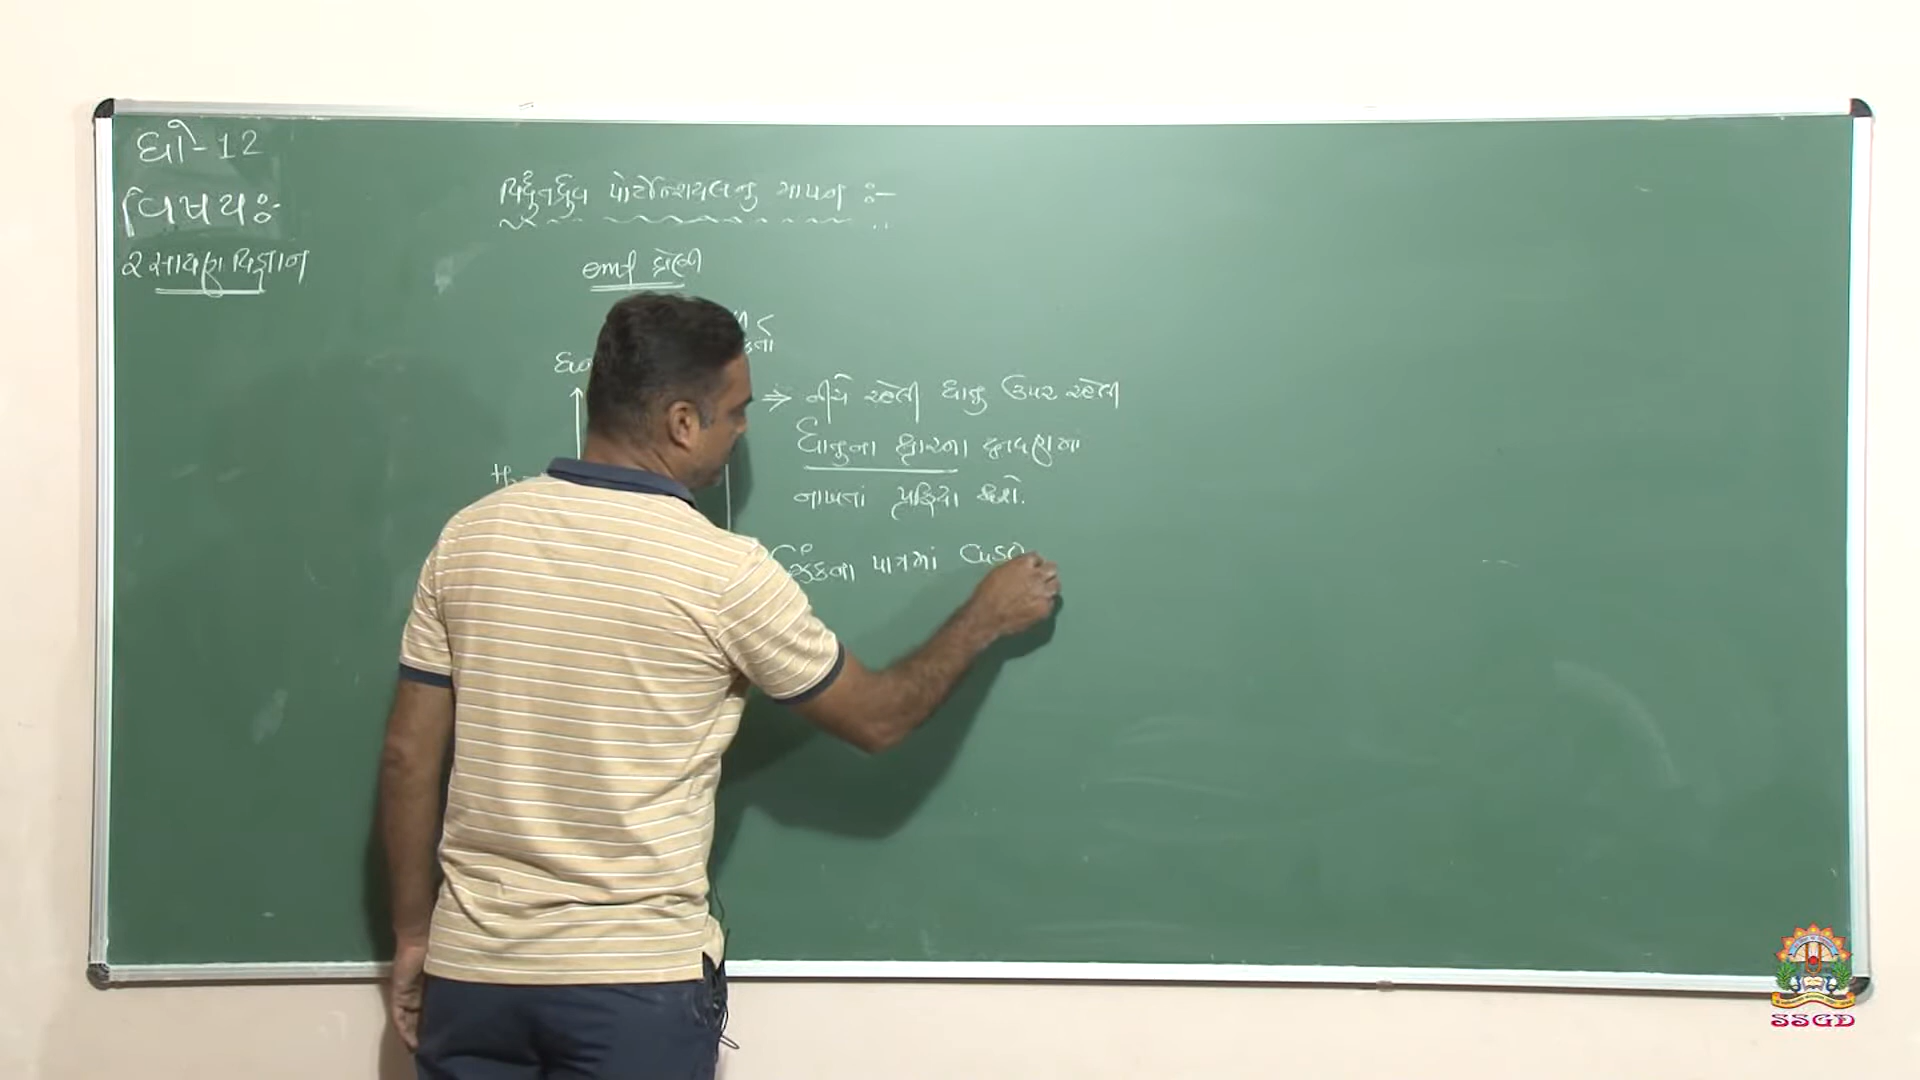 ધો-12
વિષયઃ-
રસાયણ વિજ્ઞાન
વિદ્યુતધ્રુવ પોટેન્શિયલનુ માપન :-
emf શ્રેણી
⇒ નીચે રહેલી ધાતુ ઉપર રહેલી
ધાતુના ક્ષારના દ્રાવણમાં
નાખતાં પ્રક્રિયા થશે.
ઝિંકના પાત્રમાં
SSGD